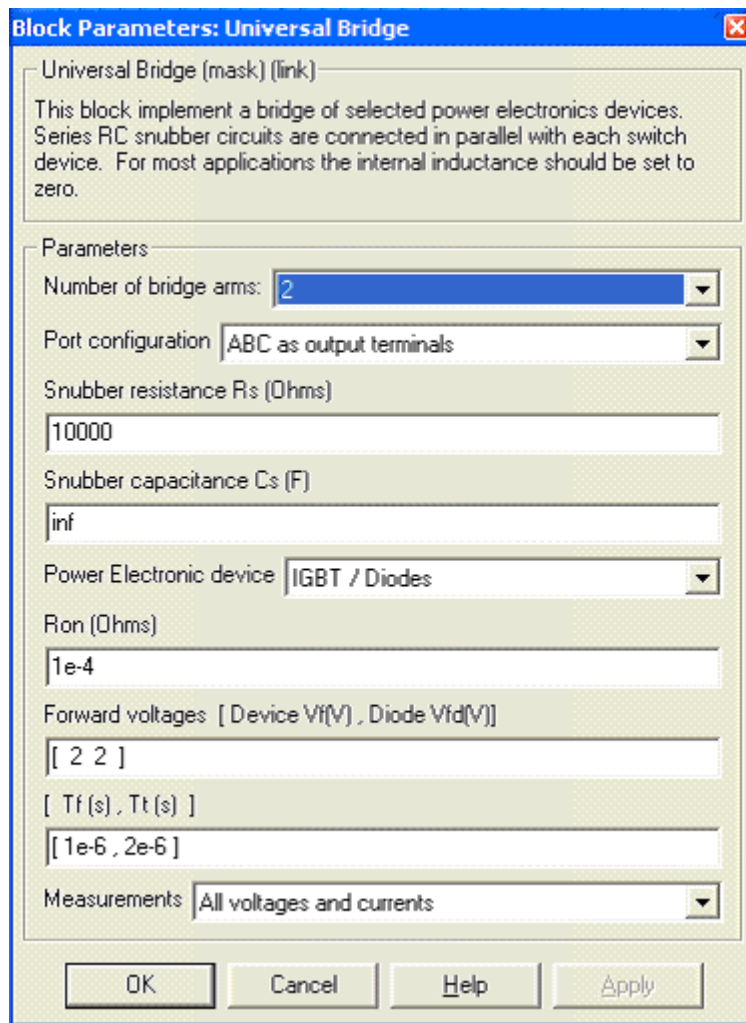 Block Parameters: Universal Bridge
Universal Bridge (mask) (link)
This block implement a bridge of selected power electronics devices.
Series RC snubber circuits are connected in parallel with each switch
device. For most applications the internal inductance should be set to
zero.
Parameters
Number of bridge arms: 2
Port configuration ABC as output terminals
Snubber resistance Rs (Ohms)
10000
Snubber capacitance Cs (F)
inf
Power Electronic device IGBT / Diodes
Ron (Ohms)
1e-4
Forward voltages [ Device Vf(V) , Diode Vfd(V)]
[ 2 2 ]
[ Tf (s) , Tt (s) ]
[ 1e-6 , 2e-6 ]
Measurements All voltages and currents
OK Cancel Help Apply